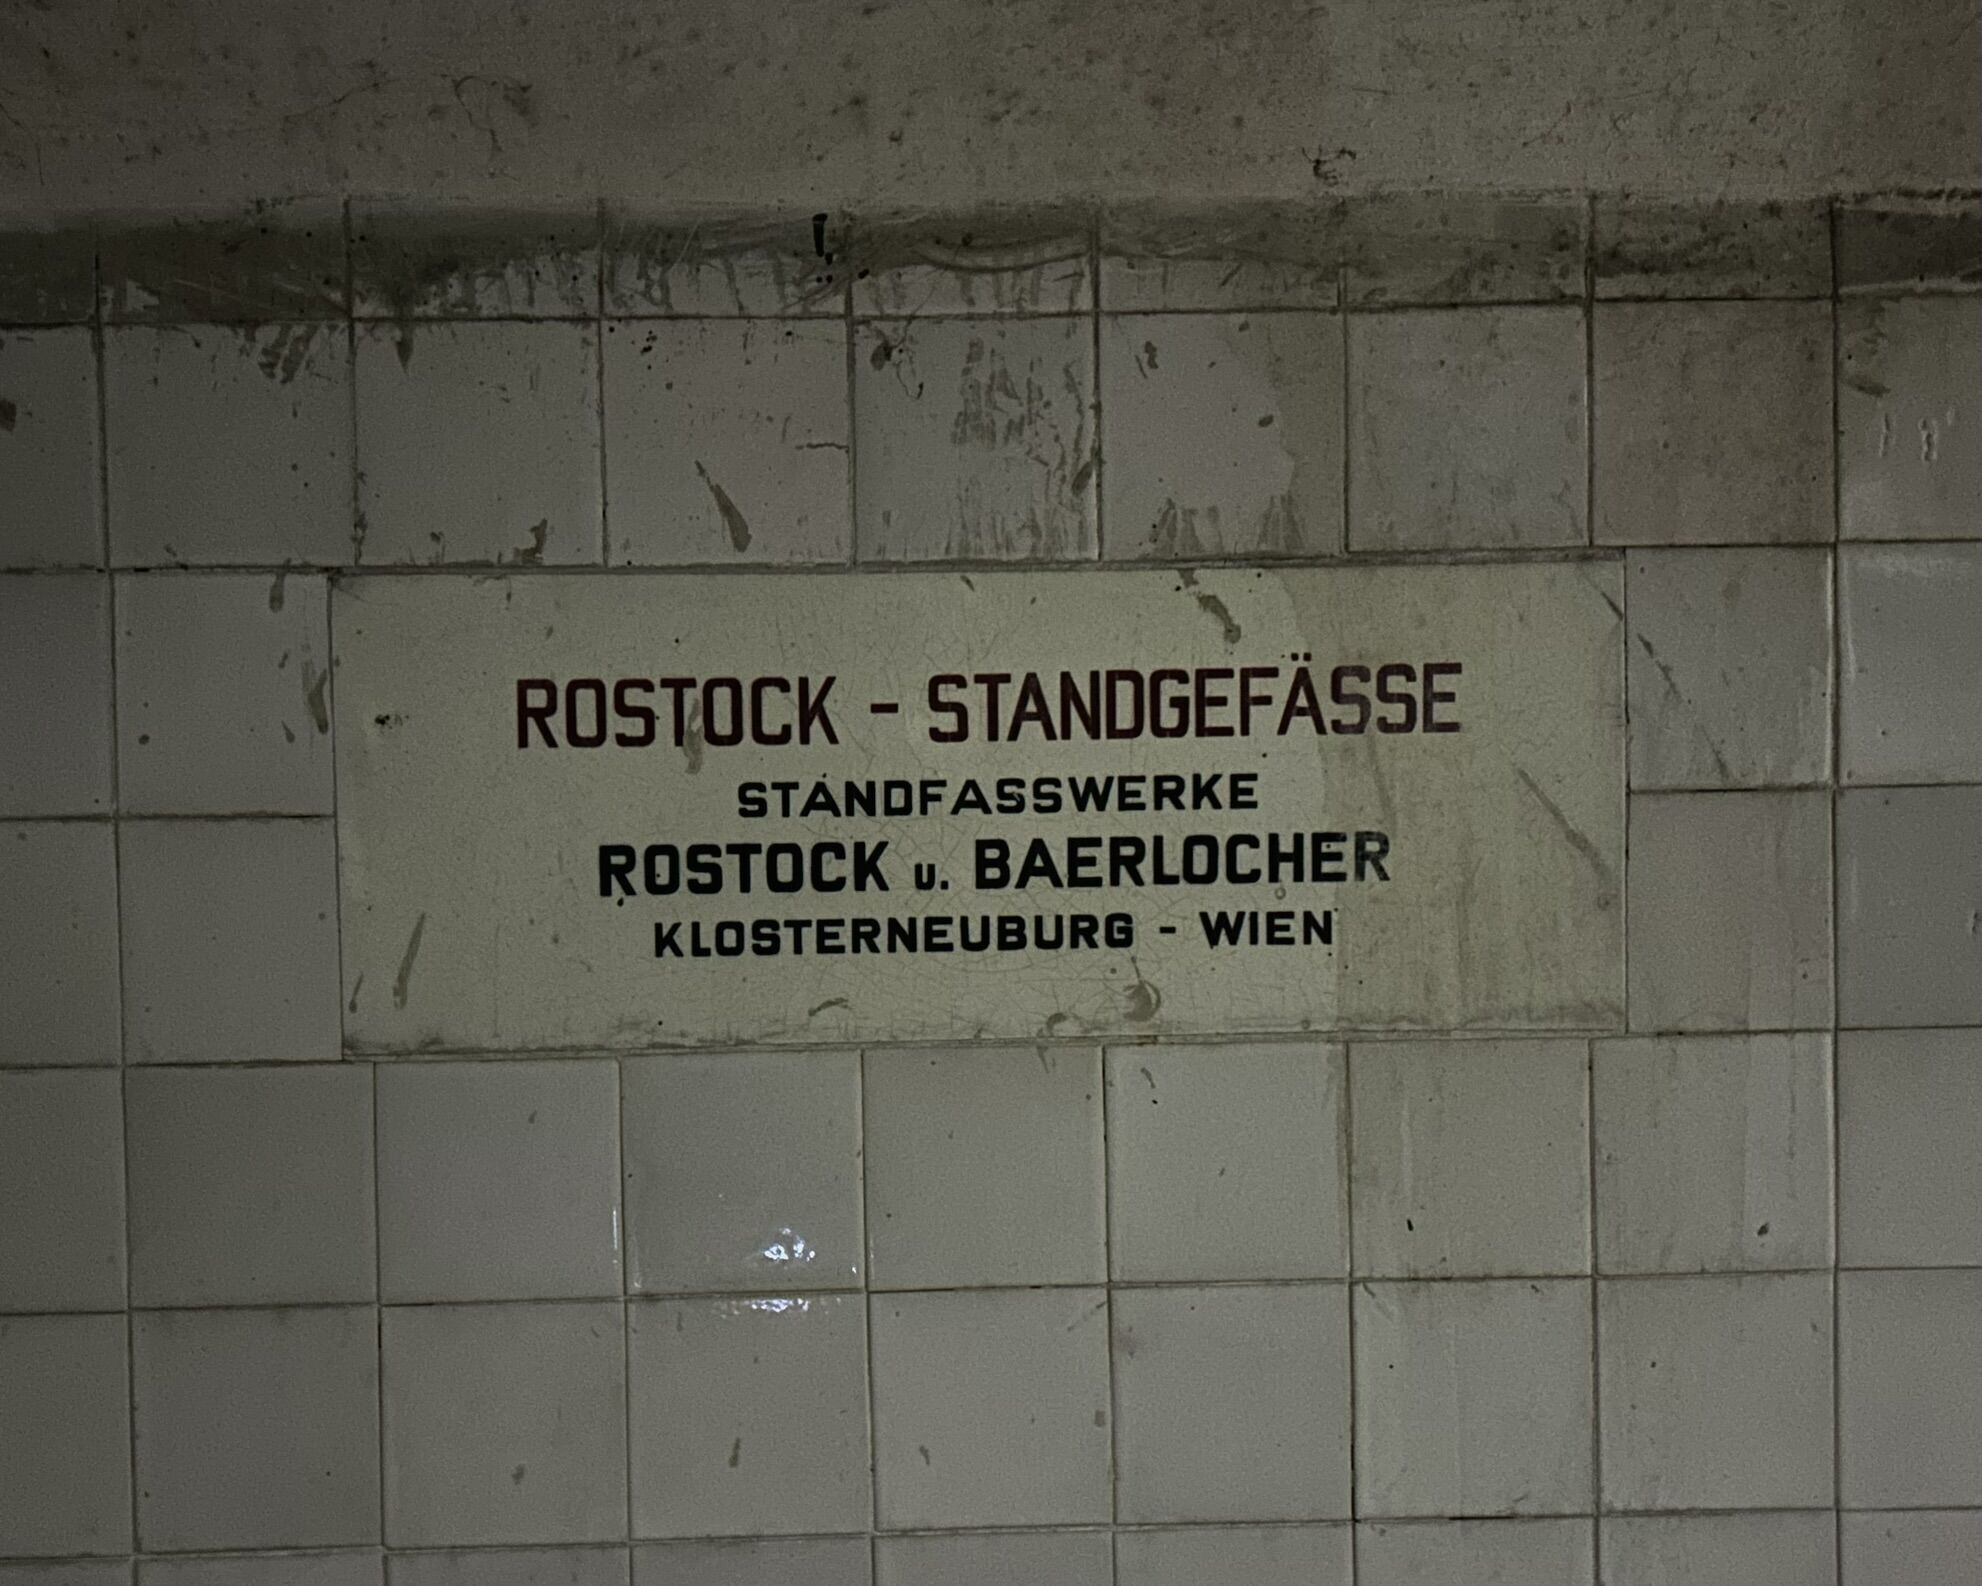 ROSTOCK - STANDGEFÄSSE
STANDFASSWERKE
ROSTOCK u. BAERLOCHER
KLOSTERNEUBURG - WIEN